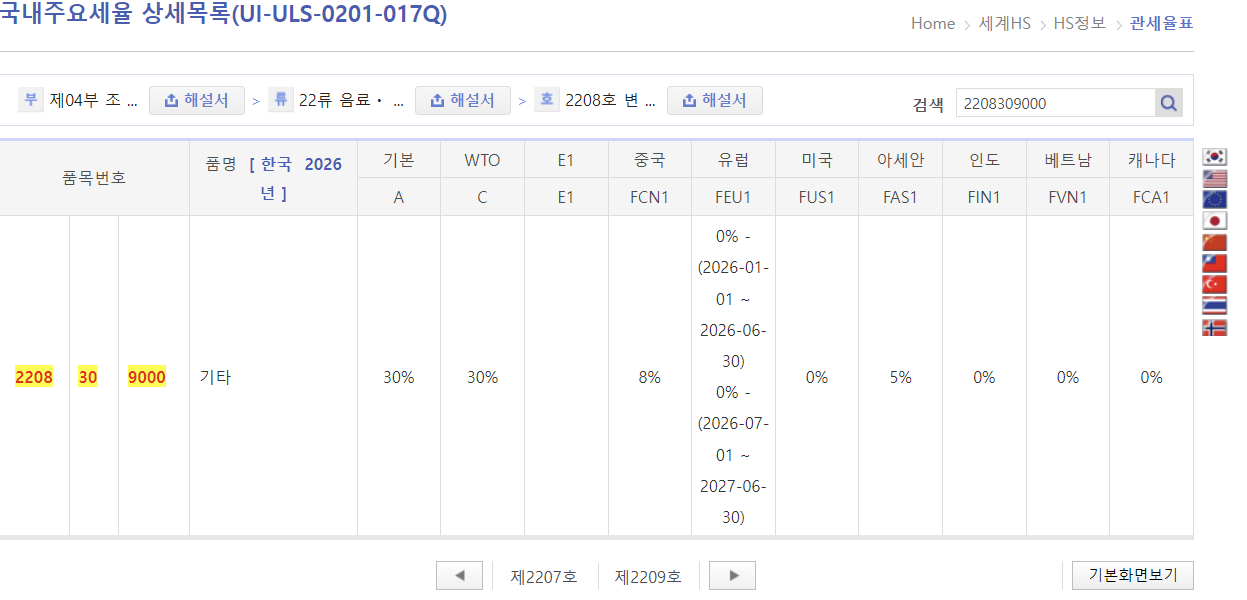 국내주요세율 상세목록(UI-ULS-0201-017Q)
Home > 세계HS > HS정보 > 관세율표
부 제04부 조 ... 해설서 > 류 22류 음료・ ... 해설서 > 호 2208호 변 ... 해설서
검색 2208309000
품목번호 품명 [ 한국 2026년 ] 기본 WTO E1 중국 유럽 미국 아세안 인도 베트남 캐나다
A C E1 FCN1 FEU1 FUS1 FAS1 FIN1 FVN1 FCA1
2208 30 9000 기타 30% 30% 8%
0% -
(2026-01-
01 ~
2026-06-
30)
0% -
(2026-07-
01 ~
2027-06-
30)
0% 5% 0% 0% 0%
◀ 제2207호 제2209호 ▶ 기본화면보기